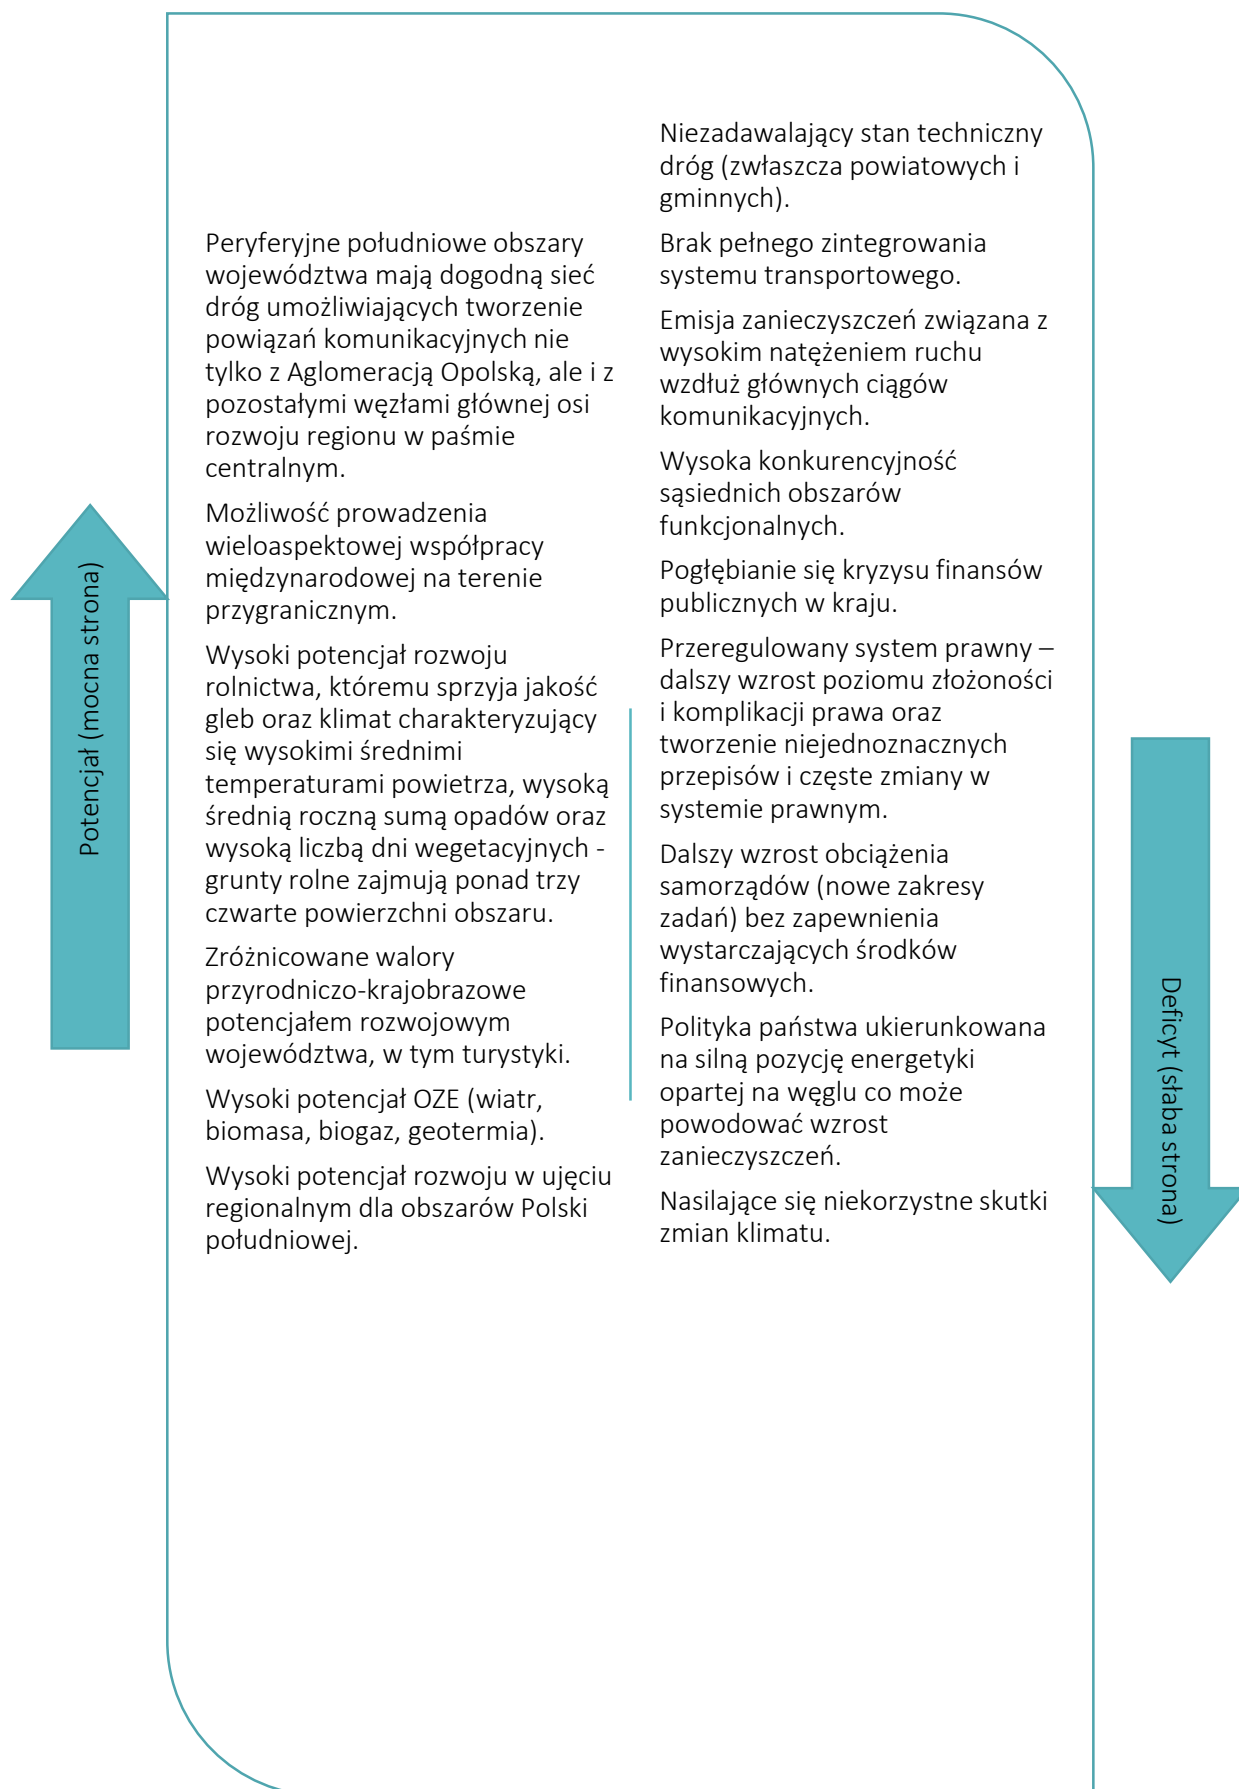 Potencjał (mocna strona)
Peryferyjne południowe obszary
województwa mają dogodną sieć
dróg umożliwiających tworzenie
powiązań komunikacyjnych nie
tylko z Aglomeracją Opolską, ale i z
pozostałymi węzłami głównej osi
rozwoju regionu w paśmie
centralnym.
Możliwość prowadzenia
wieloaspektowej współpracy
międzynarodowej na terenie
przygranicznym.
Wysoki potencjał rozwoju
rolnictwa, któremu sprzyja jakość
gleb oraz klimat charakteryzujący
się wysokimi średnimi
temperaturami powietrza, wysoką
średnią roczną sumą opadów oraz
wysoką liczbą dni wegetacyjnych -
grunty rolne zajmują ponad trzy
czwarte powierzchni obszaru.
Zróżnicowane walory
przyrodniczo-krajobrazowe
potencjałem rozwojowym
województwa, w tym turystyki.
Wysoki potencjał OZE (wiatr,
biomasa, biogaz, geotermia).
Wysoki potencjał rozwoju w ujęciu
regionalnym dla obszarów Polski
południowej.
Niezadawalający stan techniczny
dróg (zwłaszcza powiatowych i
gminnych).
Brak pełnego zintegrowania
systemu transportowego.
Emisja zanieczyszczeń związana z
wysokim natężeniem ruchu
wzdłuż głównych ciągów
komunikacyjnych.
Wysoka konkurencyjność
sąsiednich obszarów
funkcjonalnych.
Pogłębianie się kryzysu finansów
publicznych w kraju.
Przeregulowany system prawny –
dalszy wzrost poziomu złożoności
i komplikacji prawa oraz
tworzenie niejednoznacznych
przepisów i częste zmiany w
systemie prawnym.
Dalszy wzrost obciążenia
samorządów (nowe zakresy
zadań) bez zapewnienia
wystarczających środków
finansowych.
Polityka państwa ukierunkowana
na silną pozycję energetyki
opartej na węglu co może
powodować wzrost
zanieczyszczeń.
Nasilające się niekorzystne skutki
zmian klimatu.
Deficyt (słaba strona)